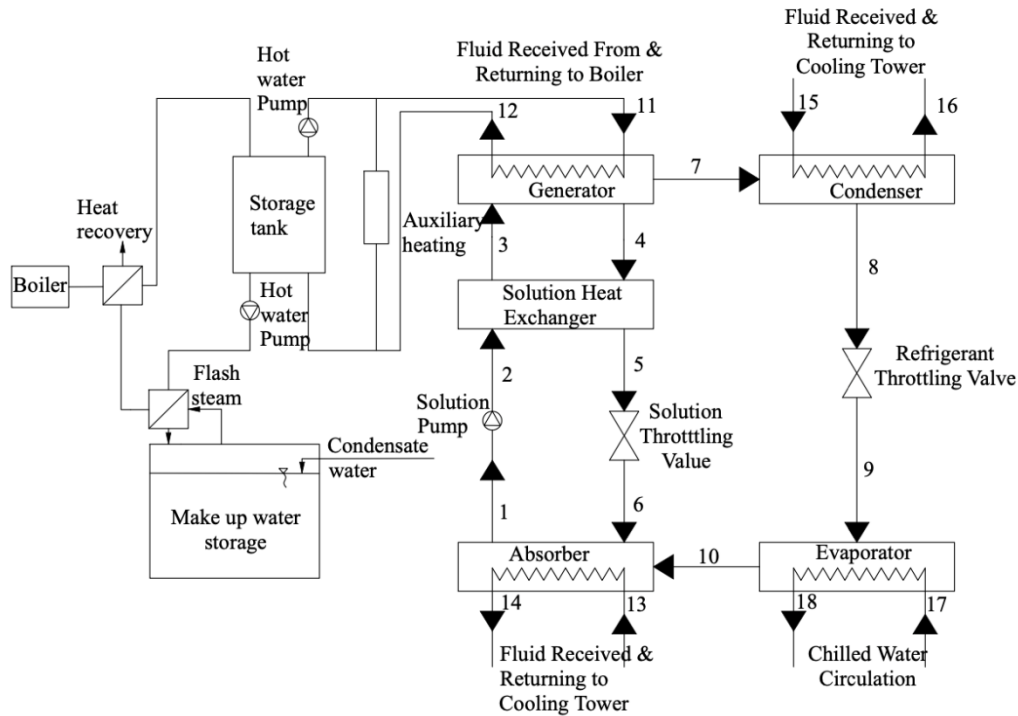 Hot
water
Pump
Fluid Received From &
Returning to Boiler
Fluid Received &
Returning to
Cooling Tower
12
11
15
16
Generator
7
Condenser
Storage
tank
Auxiliary
heating
Heat
recovery
3
4
8
Boiler
Hot
water
Pump
Solution Heat
Exchanger
Flash
steam
2
5
Refrigerant
Throttling Valve
Solution
Pump
Solution
Throtttling
Value
Condensate
water
9
1
6
Make up water
storage
Absorber
10
Evaporator
14
13
18
17
Fluid Received &
Returning to
Cooling Tower
Chilled Water
Circulation